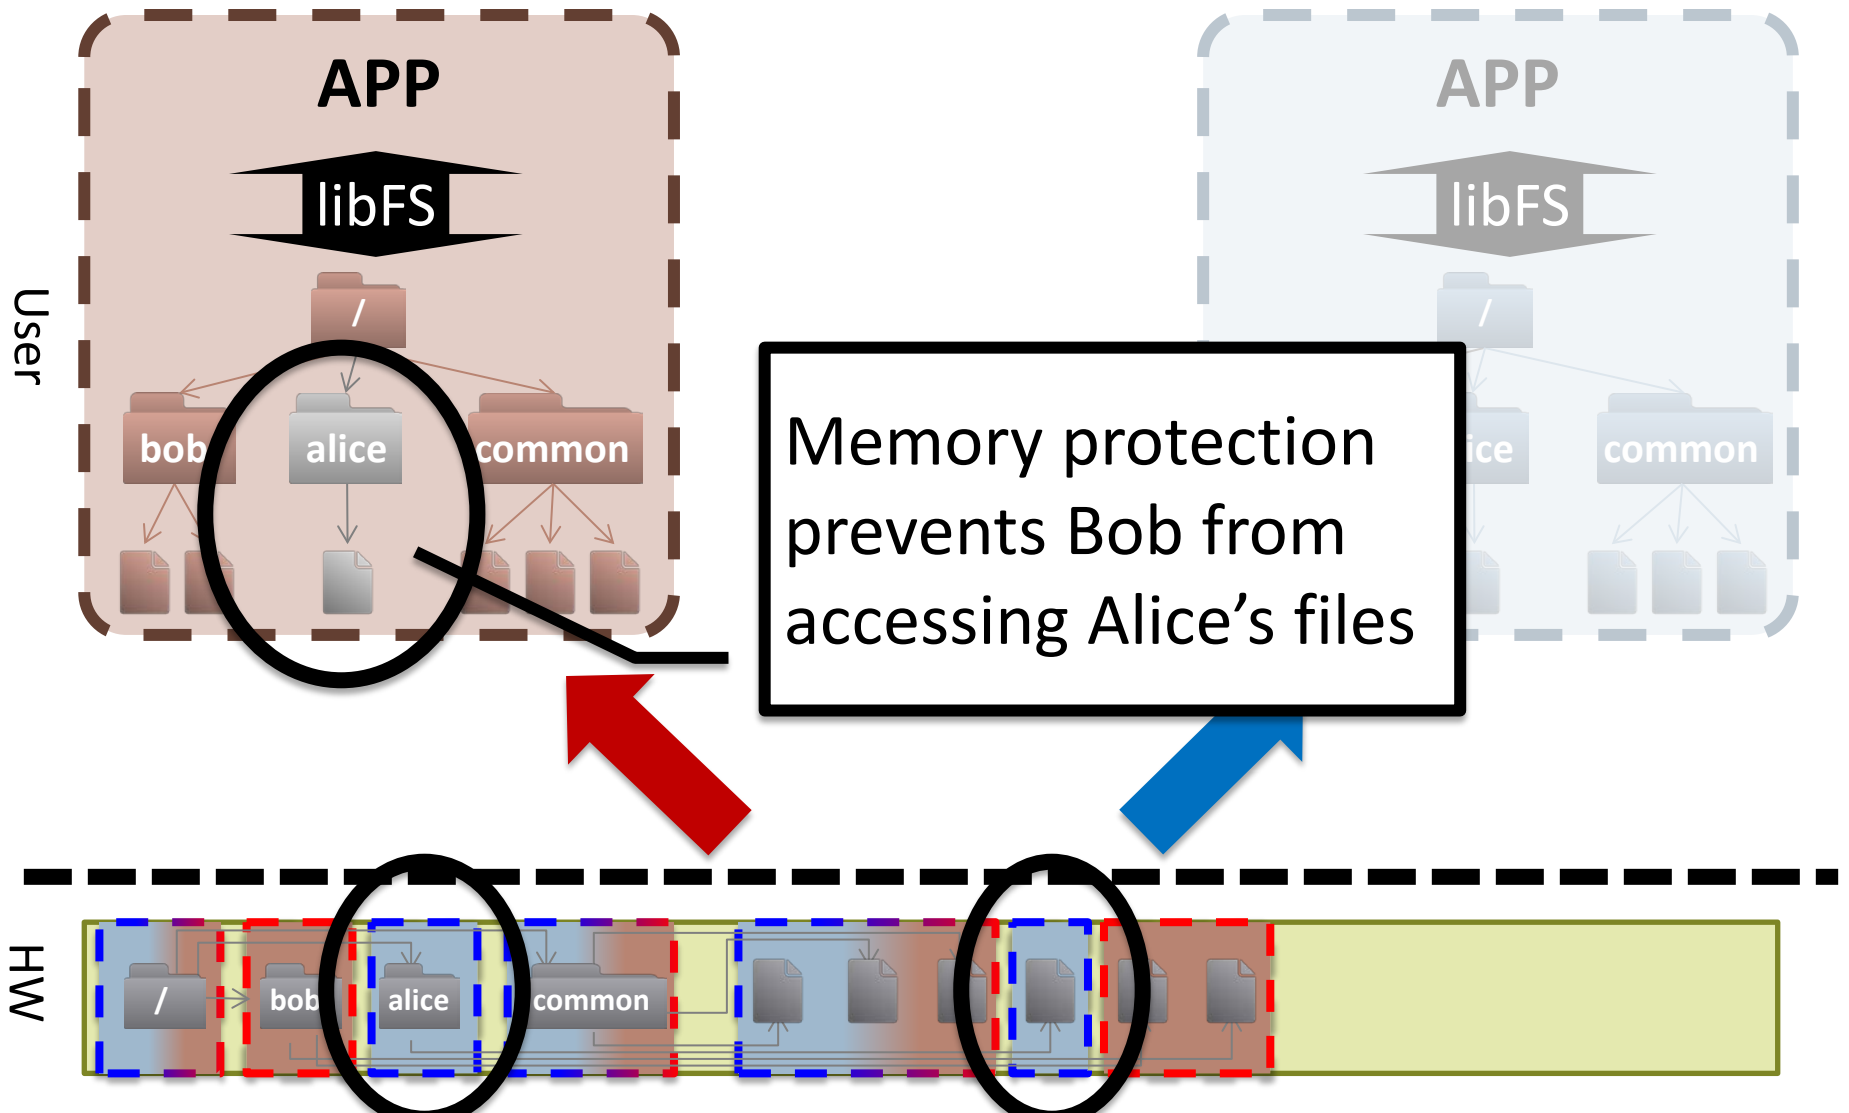 APP
libFS
/
bob
alice
common
APP
libFS
/
ice
common
User
Memory protection
prevents Bob from
accessing Alice’s files
HW
/
bob
alice
common